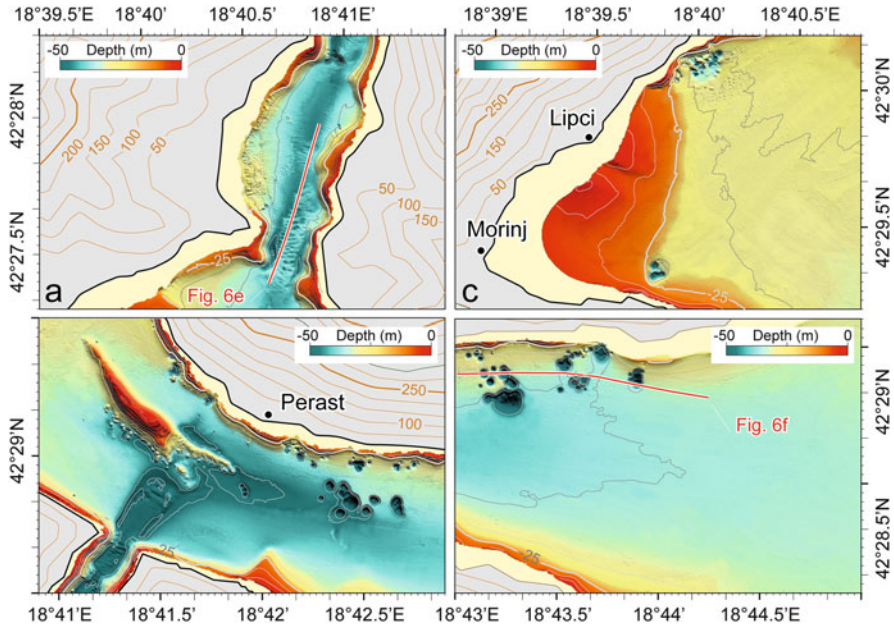 18°39.5' 18°40' 18°40.5' 18°41'
18°39' 18°39.5' 18°40' 18°40.5'
-50 Depth (m) 0
-50 Depth (m) 0
42°28'N
42°27.5'N
200
150
100
50
50
100
150
25
a
Fig. 6e
250
Lipci
150
50
Morinj
c
25
42°30'N
42°29.5'N
-50 Depth (m) 0
-50 Depth (m) 0
42°29'N
250
100
Perast
25
Fig. 6f
25
42°29'N
42°28.5'N
18°41'E 18°41.5' 18°42' 18°42.5'
18°43'E 18°43.5' 18°44' 18°44.5'